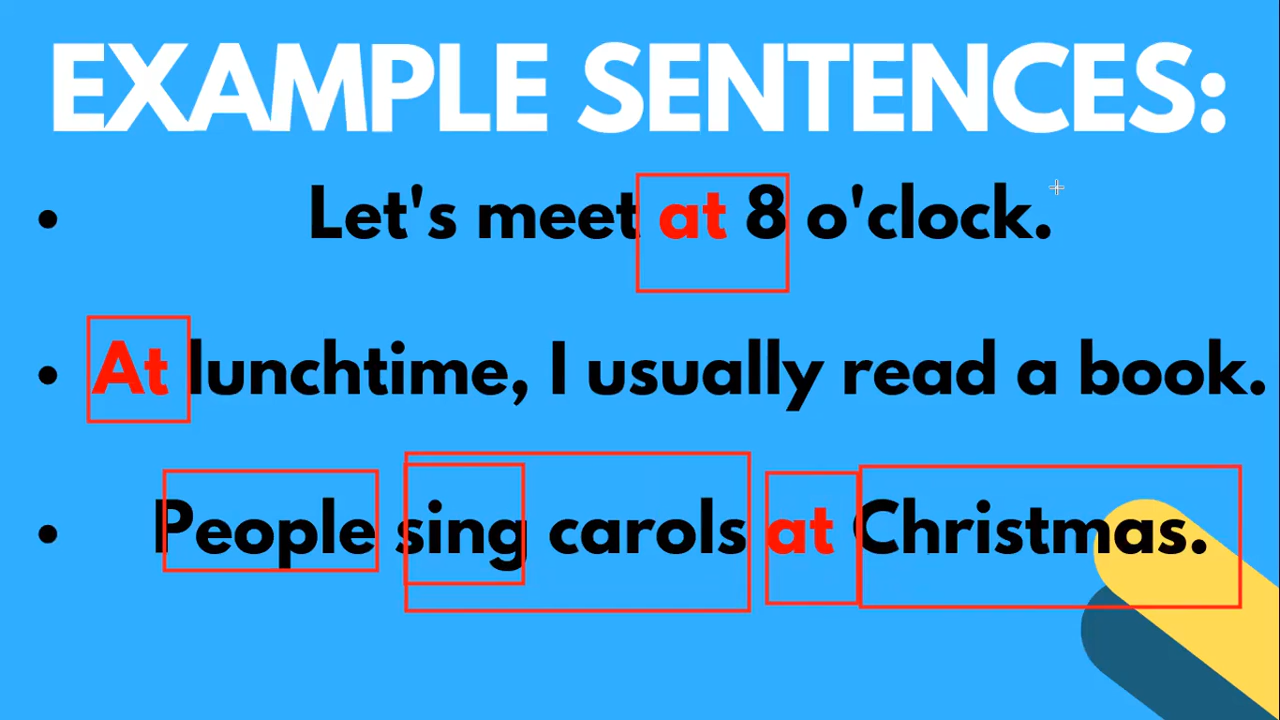 EXAMPLE SENTENCES:
• Let's meet at 8 o'clock.
• At lunchtime, I usually read a book.
• People sing carols at Christmas.